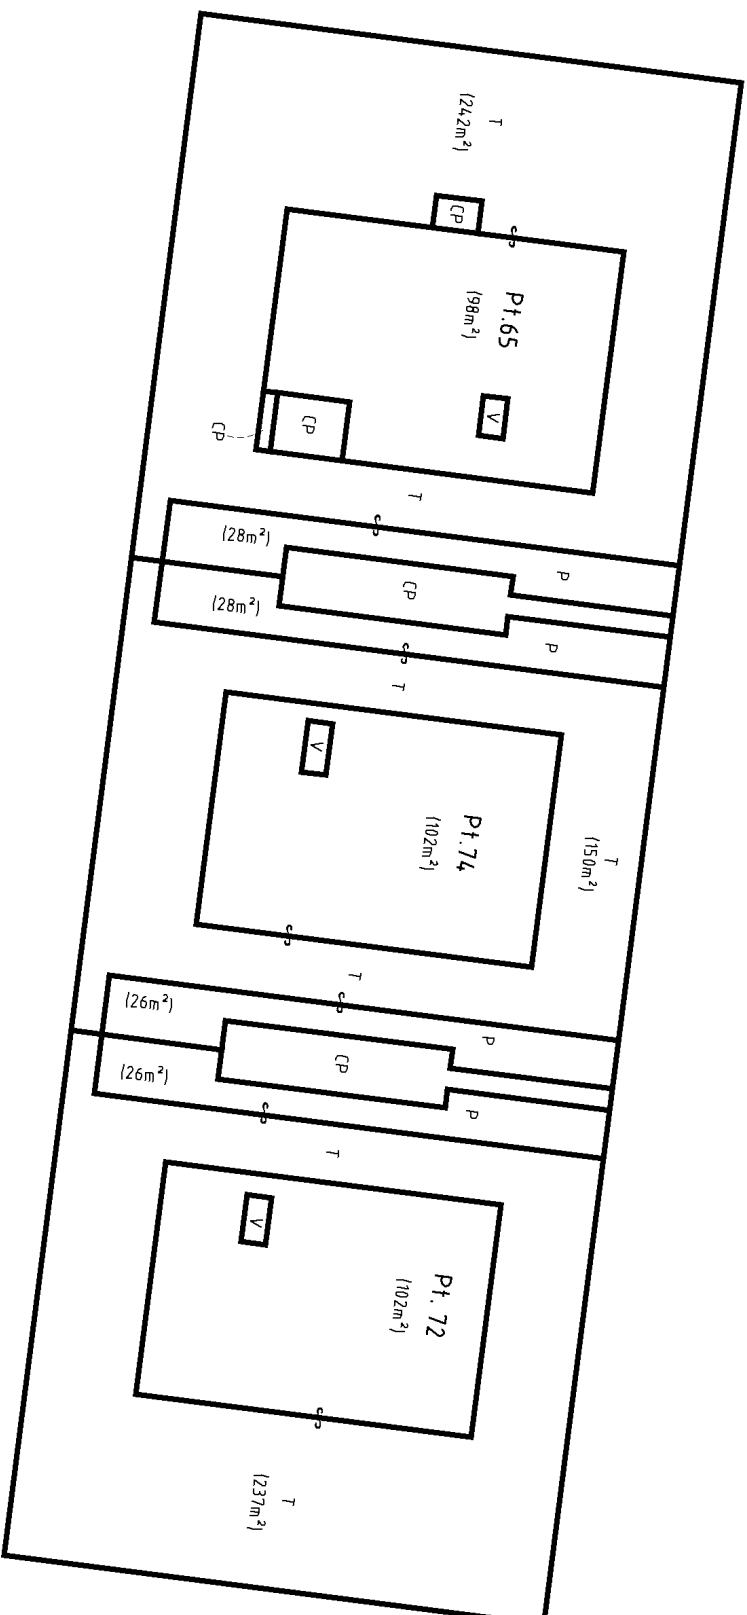 T
(242m²)
CP
Pt.65
(98m²)
V
CP
CP
T
(28m²)
P
CP
(28m²)
P
T
V
Pt.74
(102m²)
T
(150m²)
T
(26m²)
P
CP
(26m²)
P
T
V
Pt. 72
(102m²)
T
(237m²)